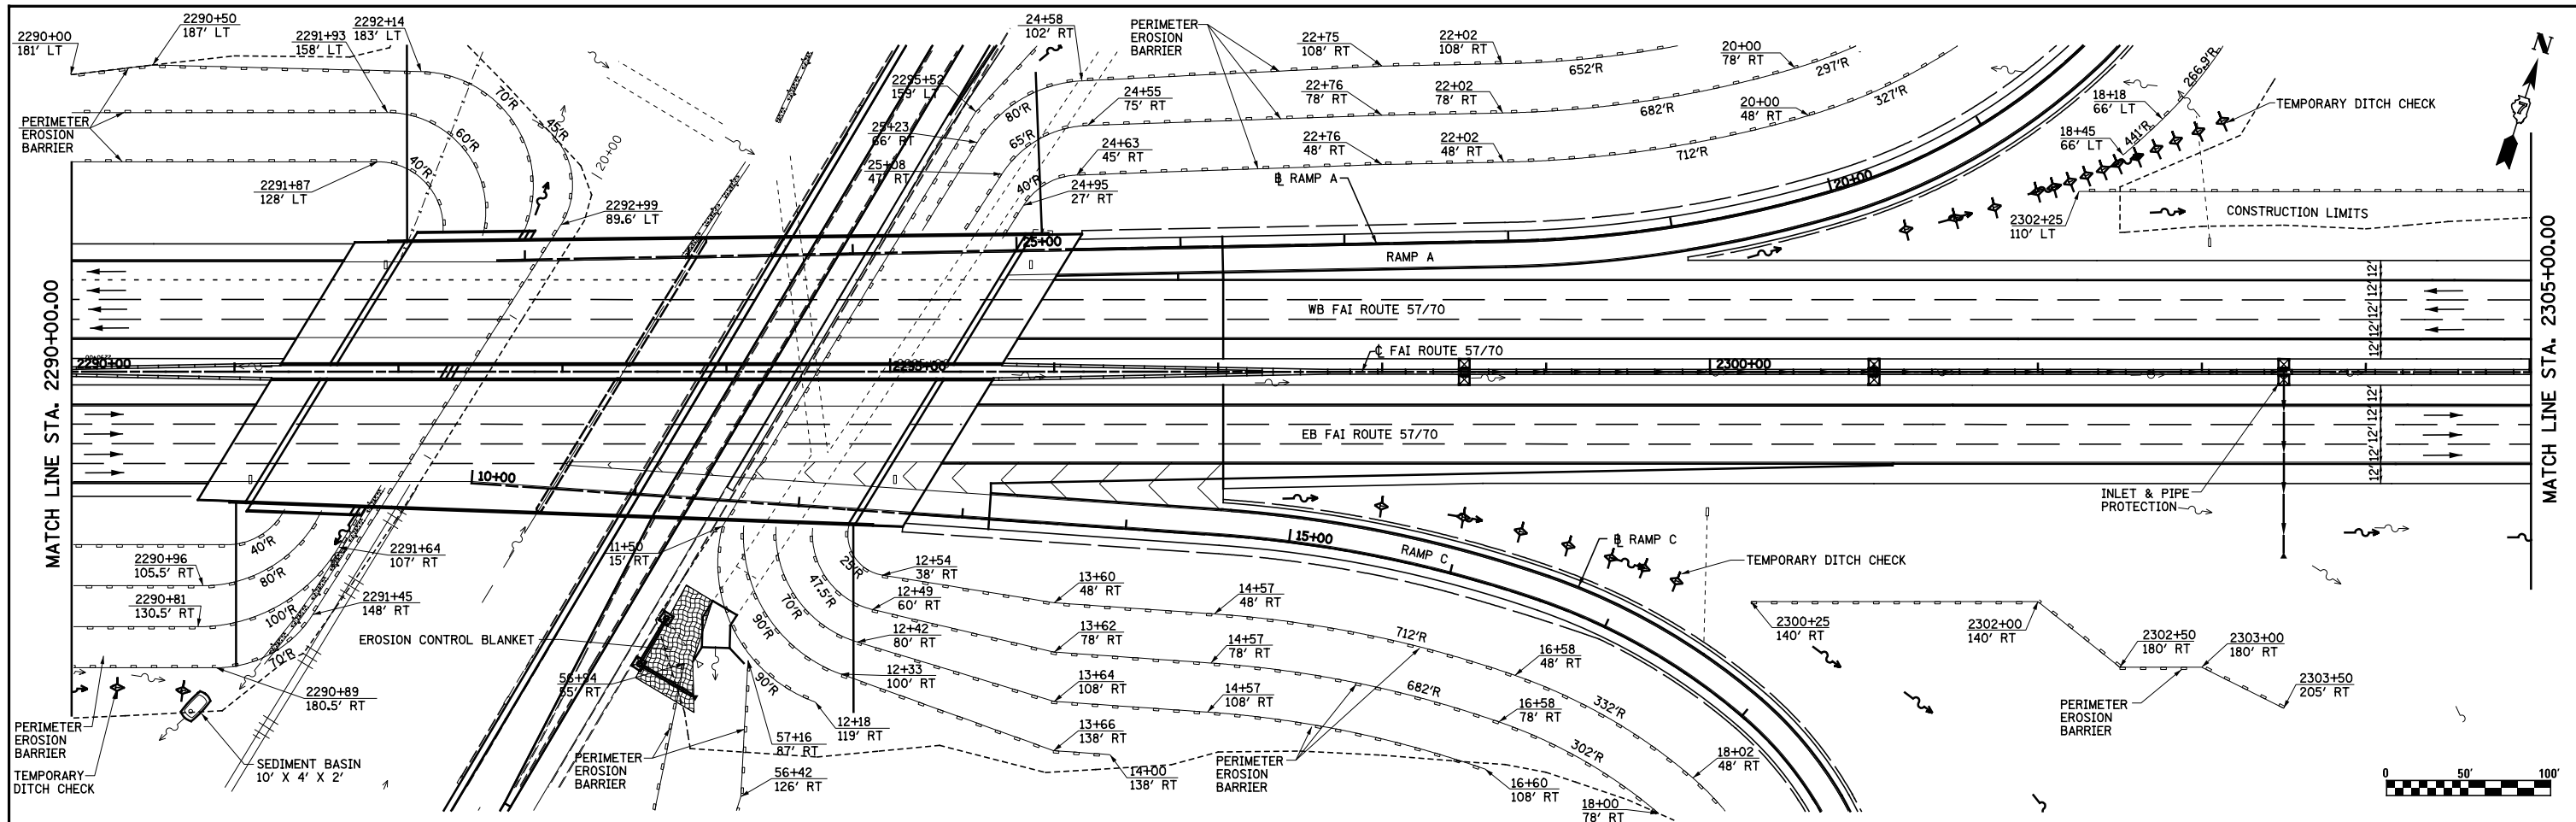 2290+00
181' LT
2290+50
187' LT
2291+93
158' LT
2292+14
183' LT
70'R
45'R
60'R
40'R
PERIMETER
EROSION
BARRIER
2291+87
128' LT
20+00
2292+99
89.6' LT
2295+52
159' LT
25+23
66' RT
25+08
47' RT
24+58
102' RT
24+55
75' RT
24+63
45' RT
24+95
27' RT
80'R
65'R
40'R
PERIMETER
EROSION
BARRIER
22+75
108' RT
22+02
108' RT
652'R
22+76
78' RT
22+02
78' RT
682'R
22+76
48' RT
22+02
48' RT
712'R
20+00
78' RT
297'R
20+00
48' RT
327'R
℄ RAMP A
20+00
25+00
RAMP A
266.9'R
18+18
66' LT
441'R
18+45
66' LT
TEMPORARY DITCH CHECK
2302+25
110' LT
CONSTRUCTION LIMITS
N
7
MATCH LINE STA. 2290+00.00
MATCH LINE STA. 2305+00.00
WB FAI ROUTE 57/70
12' 12' 12' 12' 12'
2290+00
2295+00
℄ FAI ROUTE 57/70
2300+00
EB FAI ROUTE 57/70
12' 12' 12' 12' 12'
10+00
INLET & PIPE
PROTECTION
2290+96
105.5' RT
2290+81
130.5' RT
40'R
80'R
100'R
70'R
2291+64
107' RT
2291+45
148' RT
EROSION CONTROL BLANKET
2290+89
180.5' RT
PERIMETER
EROSION
BARRIER
TEMPORARY
DITCH CHECK
SEDIMENT BASIN
10' X 4' X 2'
11+50
15' RT
56+94
55' RT
PERIMETER
EROSION
BARRIER
25'R
47.5'R
70'R
90'R
90'R
12+54
38' RT
12+49
60' RT
12+42
80' RT
12+33
100' RT
12+18
119' RT
57+16
87' RT
56+42
126' RT
13+60
48' RT
13+62
78' RT
13+64
108' RT
13+66
138' RT
14+00
138' RT
14+57
48' RT
14+57
78' RT
14+57
108' RT
15+00
RAMP C
℄ RAMP C
TEMPORARY DITCH CHECK
712'R
682'R
332'R
302'R
16+58
48' RT
16+58
78' RT
16+60
108' RT
18+02
48' RT
18+00
78' RT
PERIMETER
EROSION
BARRIER
2300+25
140' RT
2302+00
140' RT
2302+50
180' RT
2303+00
180' RT
2303+50
205' RT
PERIMETER
EROSION
BARRIER
0 50' 100'